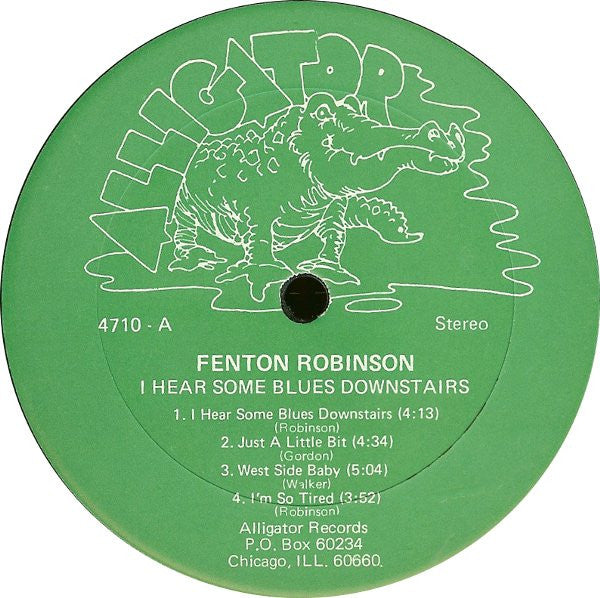 ALLIGATOR
4710 - A
Stereo
FENTON ROBINSON
I HEAR SOME BLUES DOWNSTAIRS
1. I Hear Some Blues Downstairs (4:13)
(Robinson)
2. Just A Little Bit (4:34)
(Gordon)
3. West Side Baby (5:04)
(Walker)
4. I'm So Tired (3:52)
(Robinson)
Alligator Records
P.O. Box 60234
Chicago, ILL. 60660.